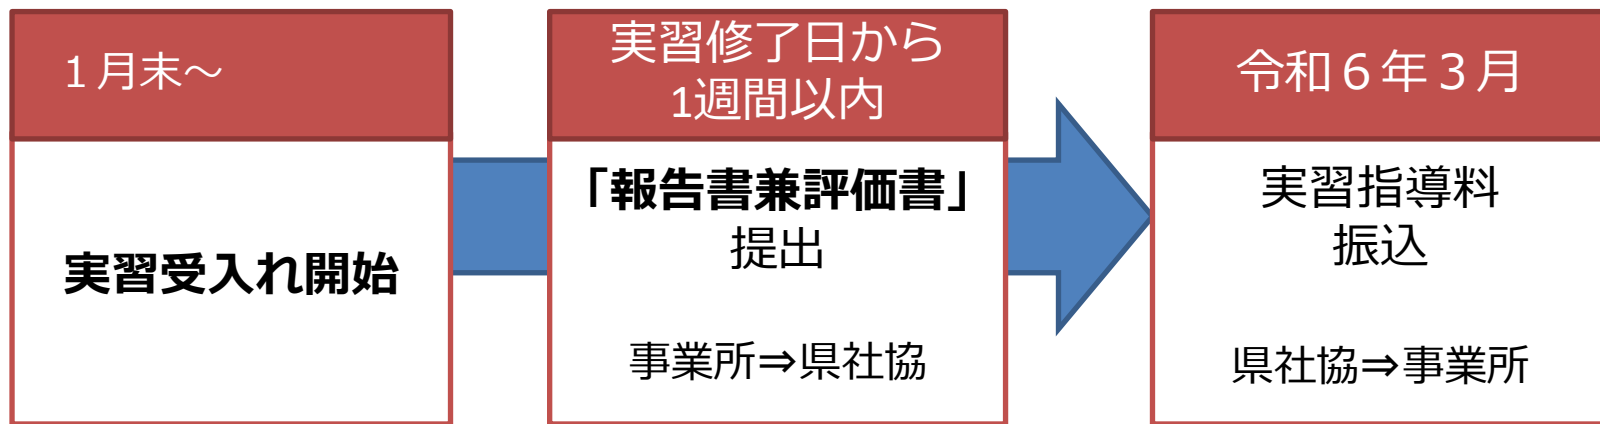 １月末～
実習受入れ開始
実習修了日から
1週間以内
「報告書兼評価書」
提出
事業所⇒県社協
令和６年３月
実習指導料
振込
県社協⇒事業所